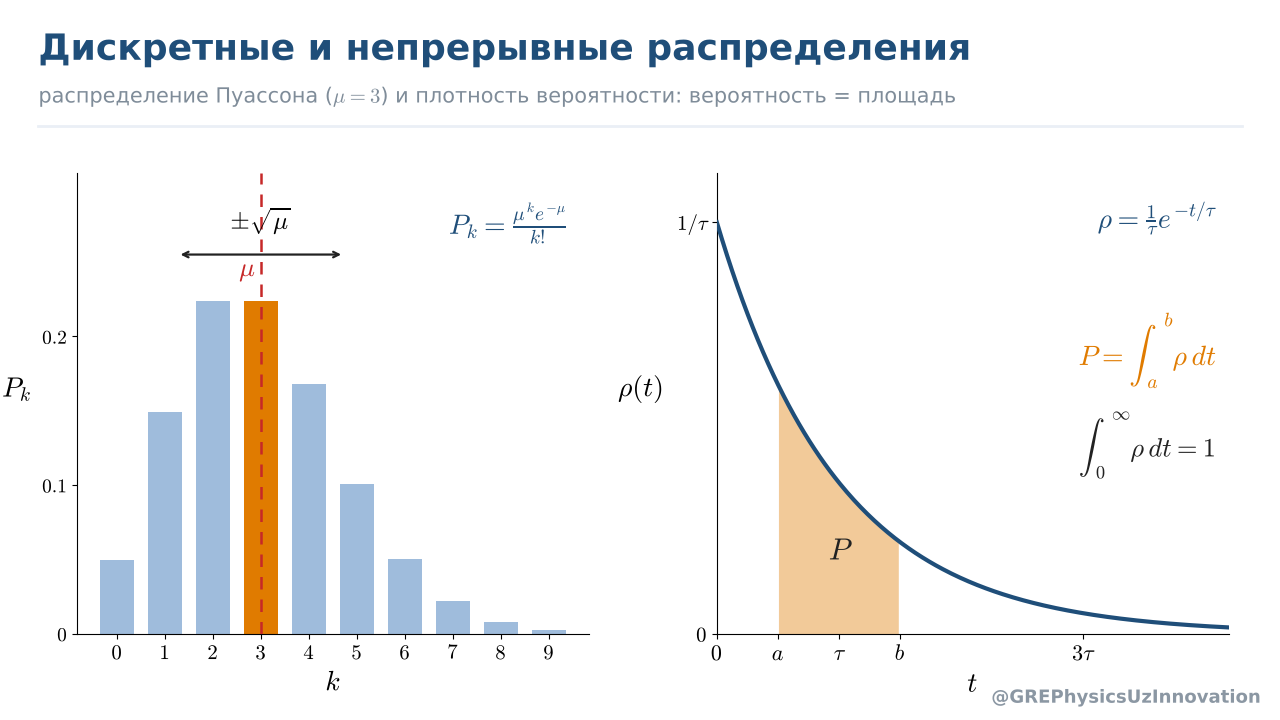 Дискретные и непрерывные распределения
распределение Пуассона (μ = 3) и плотность вероятности: вероятность = площадь
±√μ
μ
P_k = μ^k e^{−μ} / k!
0.2
0.1
0
P_k
0 1 2 3 4 5 6 7 8 9
k
1/τ
ρ = 1/τ e^{−t/τ}
P = ∫_a^b ρ dt
∫_0^∞ ρ dt = 1
ρ(t)
P
0
0 a τ b 3τ
t
@GREPhysicsUzInnovation